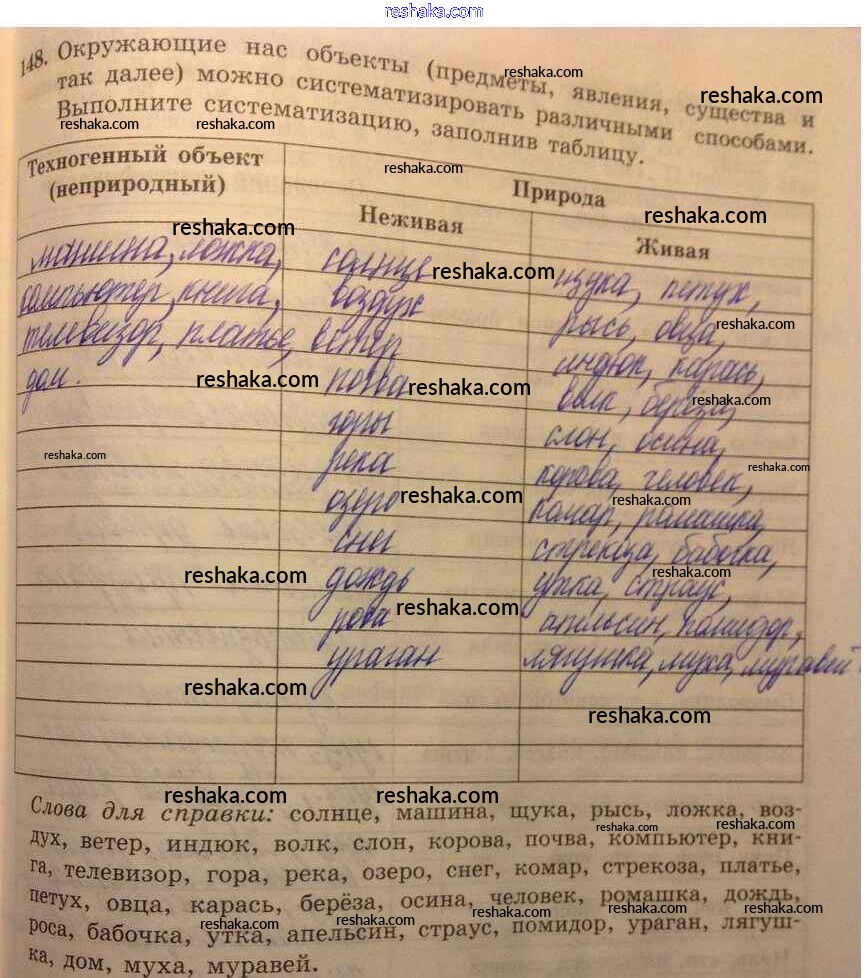 reshaka.com
148. Окружающие нас объекты (предметы, явления, существа и
так далее) можно систематизировать различными способами.
Выполните систематизацию, заполнив таблицу.
Техногенный объект
(неприродный)
Природа
Неживая
Живая
машина, ложка,
компьютер, книга,
телевизор, платье,
дом.
солнце
воздух
ветер
почва
горы
река
озеро
снег
дождь
роса
ураган
щука, петух,
рысь, овца,
индюк, карась,
волк, берёза,
слон, осина,
корова, человек,
комар, ромашка,
стрекоза, бабочка,
утка, страус,
апельсин, помидор,
лягушка, муха, муравей
Слова для справки: солнце, машина, щука, рысь, ложка, воз-
дух, ветер, индюк, волк, слон, корова, почва, компьютер, кни-
га, телевизор, гора, река, озеро, снег, комар, стрекоза, платье,
петух, овца, карась, берёза, осина, человек, ромашка, дождь,
роса, бабочка, утка, апельсин, страус, помидор, ураган, лягуш-
ка, дом, муха, муравей.